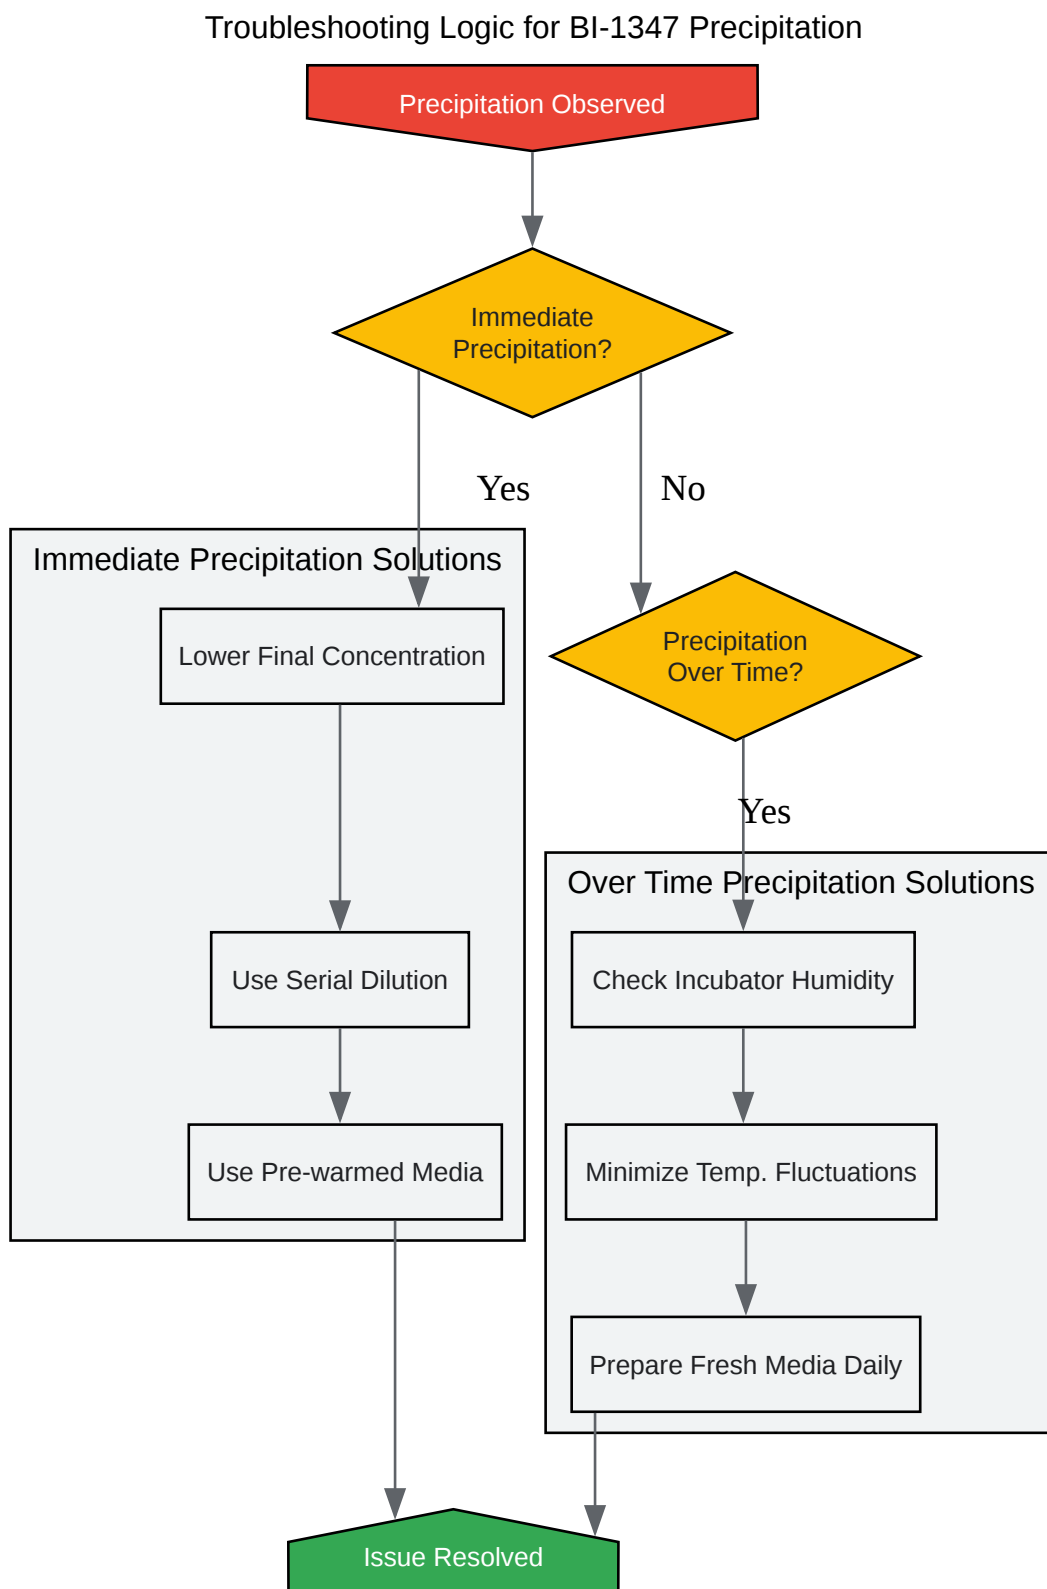 Troubleshooting Logic for BI-1347 Precipitation
Precipitation Observed
Immediate
Precipitation?
Yes
No
Immediate Precipitation Solutions
Lower Final Concentration
Use Serial Dilution
Use Pre-warmed Media
Precipitation
Over Time?
Yes
Over Time Precipitation Solutions
Check Incubator Humidity
Minimize Temp. Fluctuations
Prepare Fresh Media Daily
Issue Resolved